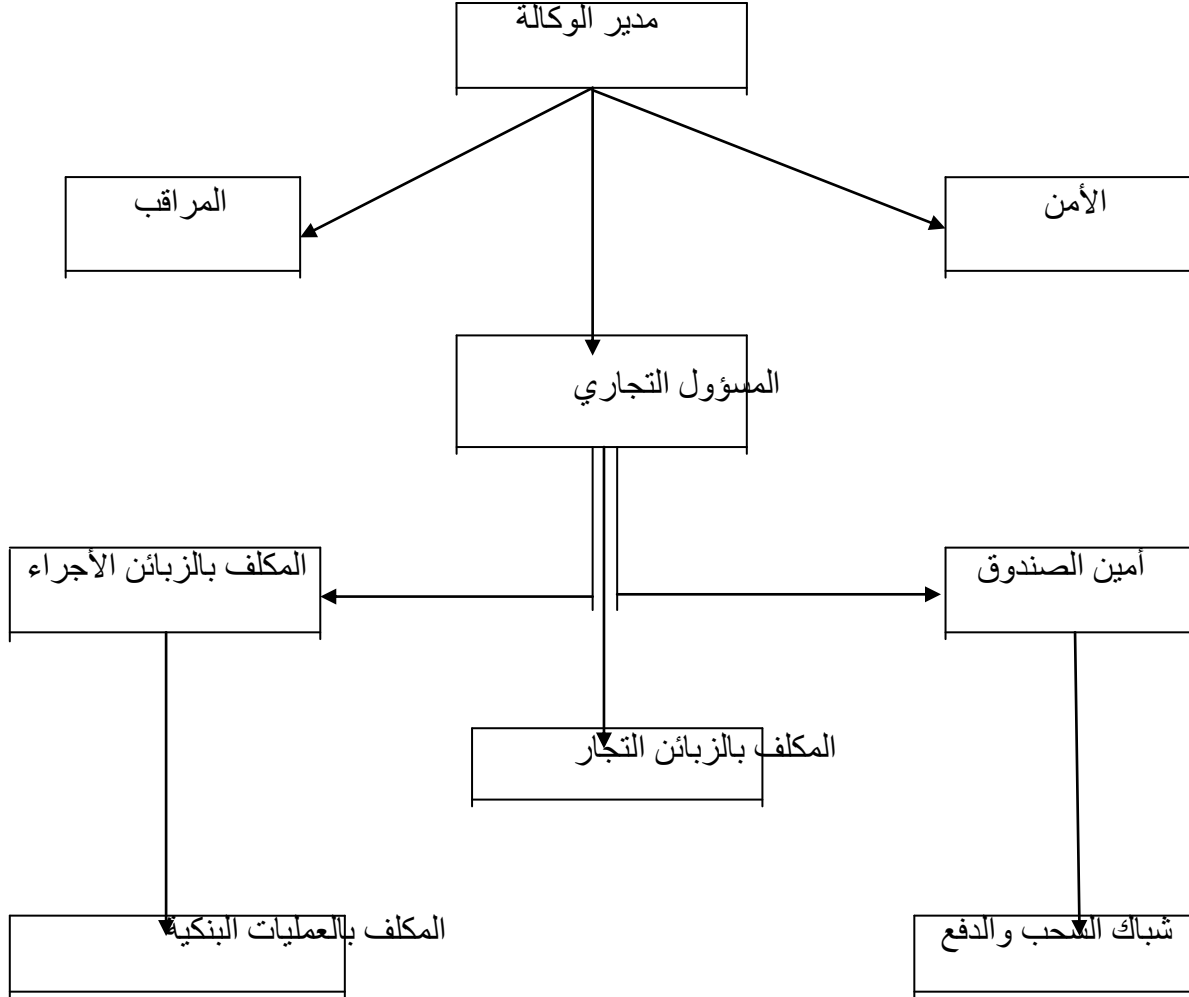 مدير الوكالة
الأمن
المراقب
المسؤول التجاري
أمين الصندوق
المكلف بالزبائن الأجراء
المكلف بالزبائن التجار
شباك السحب والدفع
المكلف بالعمليات البنكية